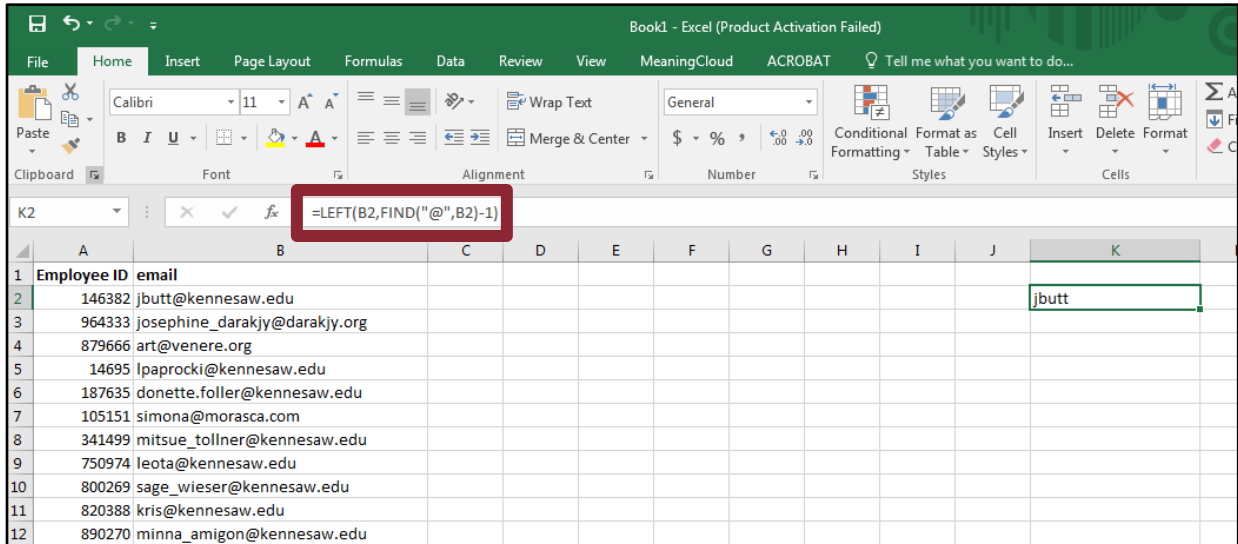 Book1 - Excel (Product Activation Failed)
File Home Insert Page Layout Formulas Data Review View MeaningCloud ACROBAT Tell me what you want to do...
Calibri 11 A A Wrap Text General
Paste B I U A Merge & Center $ % , .0 .00 .00 .0 Conditional Formatting Format as Table Cell Styles Insert Delete Format
Clipboard Font Alignment Number Styles Cells
K2 fx =LEFT(B2,FIND("@",B2)-1)
A B C D E F G H I J K
1 Employee ID email
2 146382 jbutt@kennesaw.edu jbutt
3 964333 josephine_darakjy@darakjy.org
4 879666 art@venere.org
5 14695 lpaprocki@kennesaw.edu
6 187635 donette.foller@kennesaw.edu
7 105151 simona@morasca.com
8 341499 mitsue_tollner@kennesaw.edu
9 750974 leota@kennesaw.edu
10 800269 sage_wieser@kennesaw.edu
11 820388 kris@kennesaw.edu
12 890270 minna_amigon@kennesaw.edu